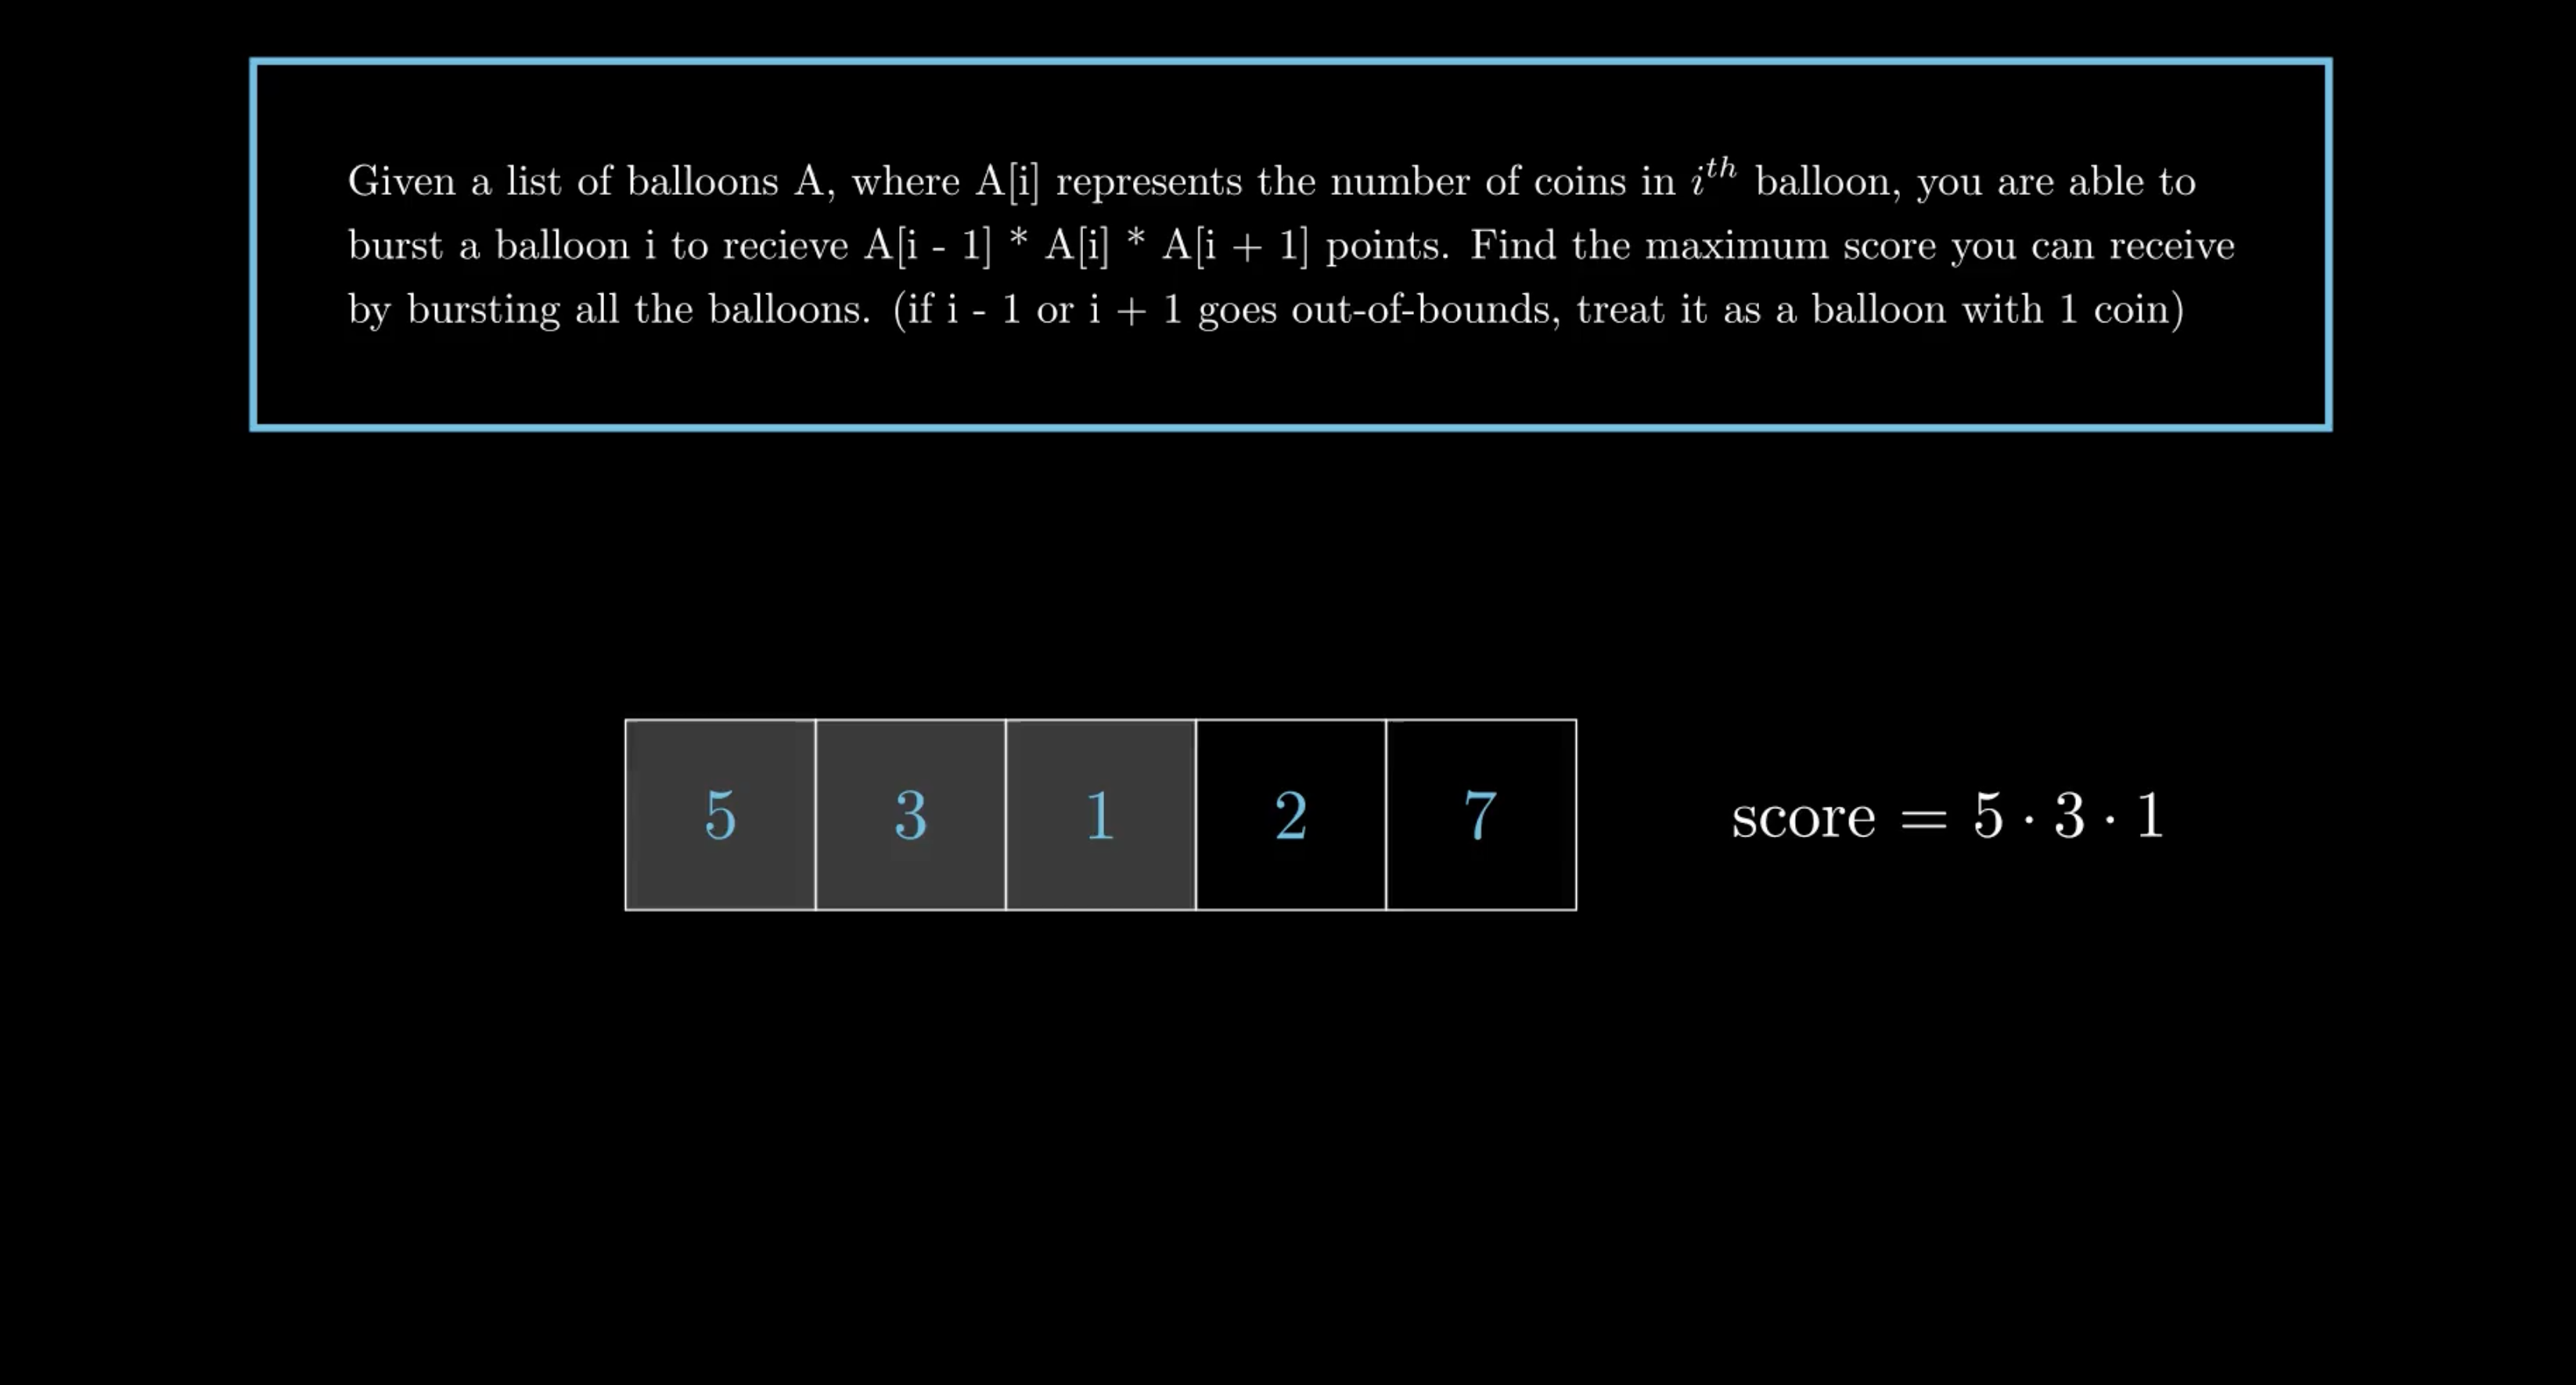 Given a list of balloons A, where A[i] represents the number of coins in i^th balloon, you are able to
burst a balloon i to recieve A[i - 1] * A[i] * A[i + 1] points. Find the maximum score you can receive
by bursting all the balloons. (if i - 1 or i + 1 goes out-of-bounds, treat it as a balloon with 1 coin)
5 3 1 2 7 score = 5 · 3 · 1